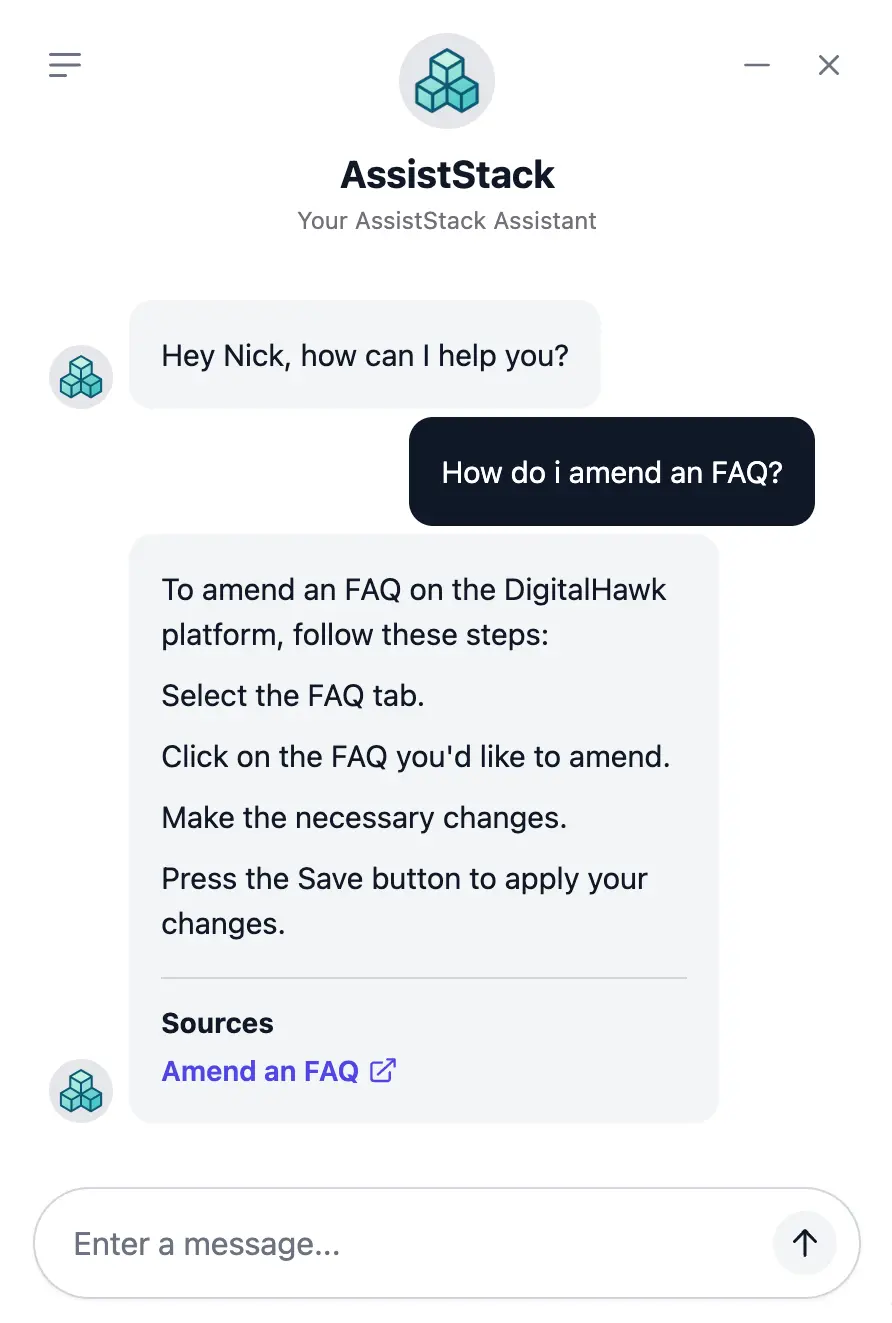 AssistStack
Your AssistStack Assistant
Hey Nick, how can I help you?
How do i amend an FAQ?
To amend an FAQ on the DigitalHawk
platform, follow these steps:
Select the FAQ tab.
Click on the FAQ you'd like to amend.
Make the necessary changes.
Press the Save button to apply your
changes.
Sources
Amend an FAQ
Enter a message...